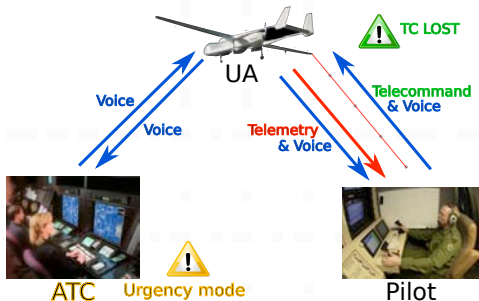 TC LOST
UA
Voice
Voice
Telecommand
& Voice
Telemetry
& Voice
ATC
Urgency mode
Pilot